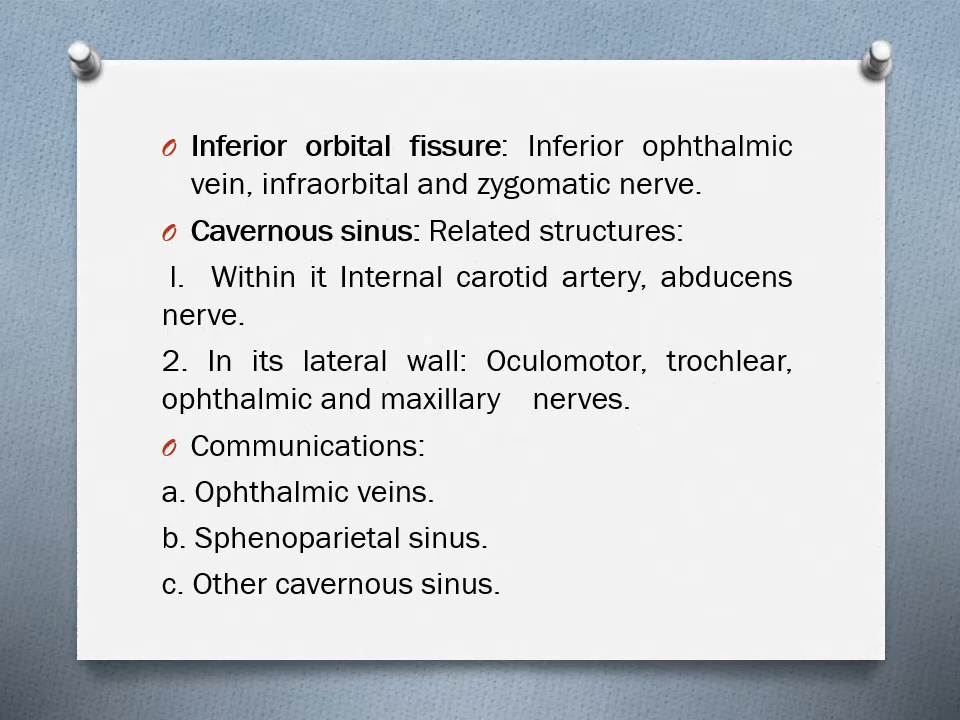 Inferior orbital fissure: Inferior ophthalmic
vein, infraorbital and zygomatic nerve.
Cavernous sinus: Related structures:
I. Within it Internal carotid artery, abducens
nerve.
2. In its lateral wall: Oculomotor, trochlear,
ophthalmic and maxillary nerves.
Communications:
a. Ophthalmic veins.
b. Sphenoparietal sinus.
c. Other cavernous sinus.